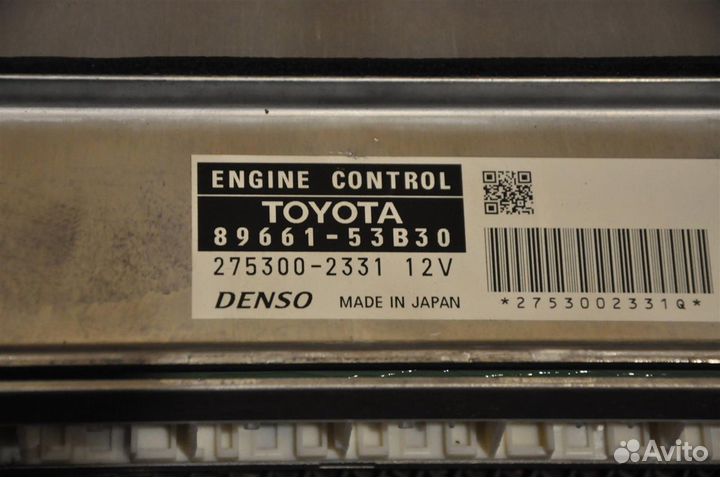 ENGINE CONTROL
TOYOTA
89661-53B30
275300-2331 12V
DENSO MADE IN JAPAN
*2753002331Q*
Avito